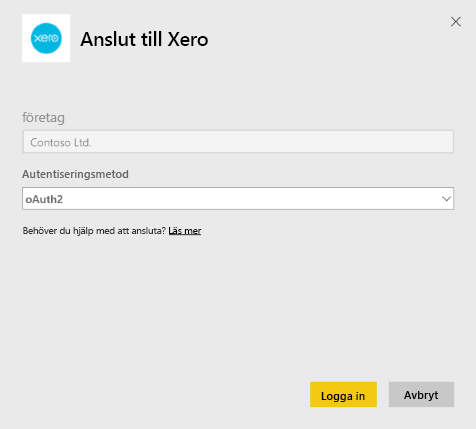 xero
Anslut till Xero
företag
Contoso Ltd.
Autentiseringsmetod
oAuth2
Behöver du hjälp med att ansluta? Läs mer
Logga in
Avbryt